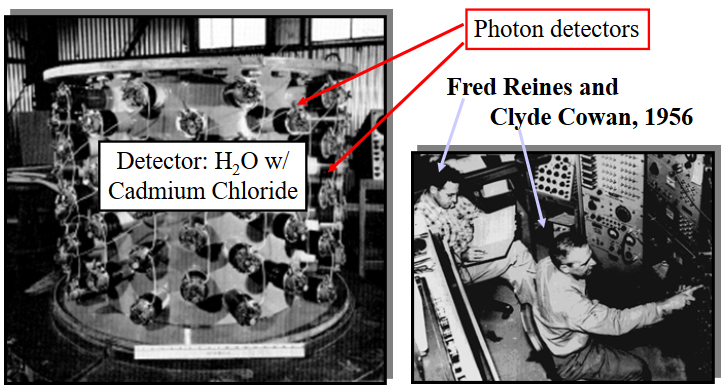 Photon detectors
Fred Reines and
Clyde Cowan, 1956
Detector: H₂O w/
Cadmium Chloride